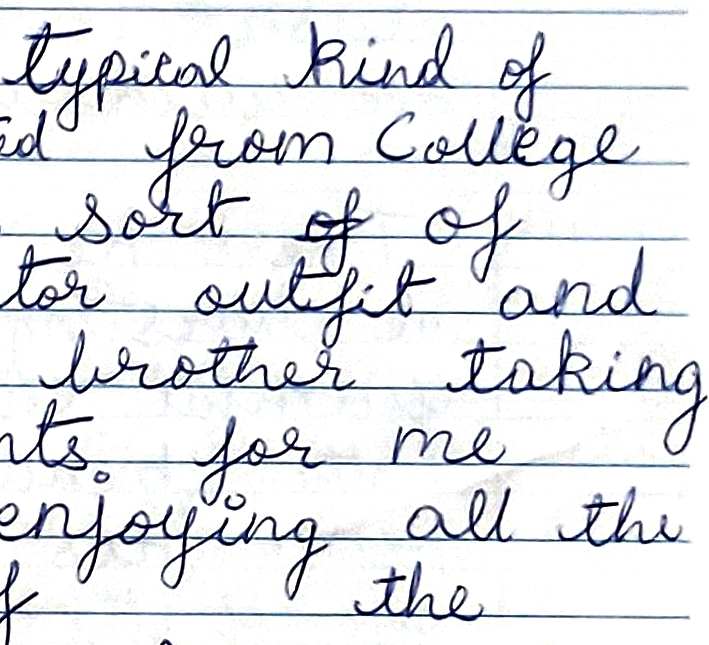 typical kind of
ed from College
sort of of
tor outfit and
brother taking
nts. for me
enjoying all the
f the